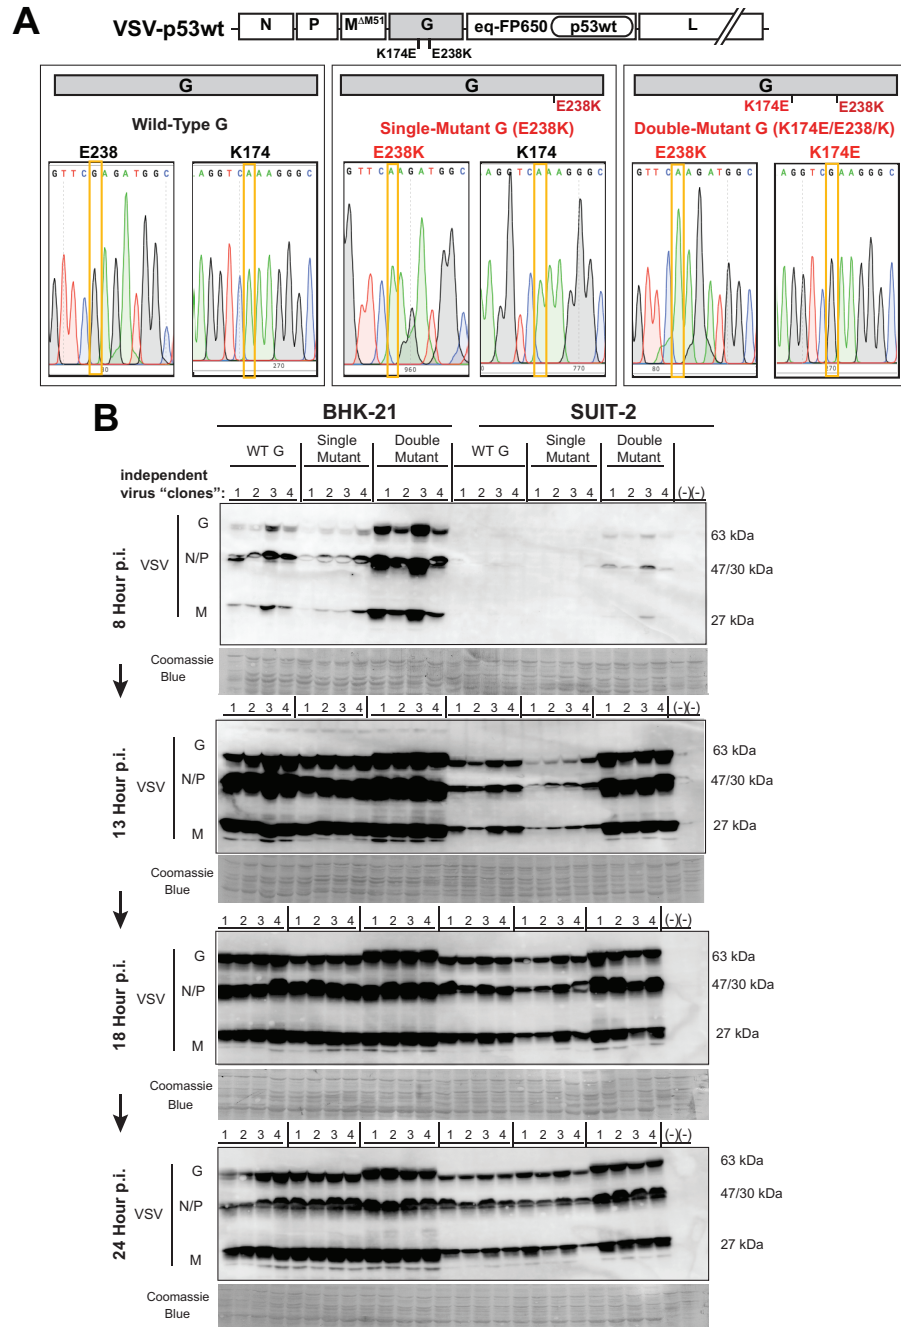 A
VSV-p53wt
N P M ΔM51 G eq-FP650 p53wt L
K174E E238K
G
Wild-Type G
E238 K174
G T T C G A G A T G G C
A G G T C A A A G G G C
90
270
G
E238K
Single-Mutant G (E238K)
E238K K174
G T T C A A G A T G G C
A A G G T C A A A G G G C
960
0 770
G
K174E E238K
Double-Mutant G (K174E/E238/K)
E238K K174E
G T T C A A G A T G G C
A G G T C G A A G G G C
80
270
B
BHK-21 SUIT-2
WT G Single Mutant Double Mutant WT G Single Mutant Double Mutant
independent
virus “clones”: 1 2 3 4 1 2 3 4 1 2 3 4 1 2 3 4 1 2 3 4 1 2 3 4 (-)(-)
8 Hour p.i.
VSV
G 63 kDa
N/P 47/30 kDa
M 27 kDa
Coomassie
Blue
1 2 3 4 1 2 3 4 1 2 3 4 1 2 3 4 1 2 3 4 1 2 3 4 (-)(-)
13 Hour p.i.
VSV
G 63 kDa
N/P 47/30 kDa
M 27 kDa
Coomassie
Blue
1 2 3 4 1 2 3 4 1 2 3 4 1 2 3 4 1 2 3 4 1 2 3 4 (-)(-)
18 Hour p.i.
VSV
G 63 kDa
N/P 47/30 kDa
M 27 kDa
Coomassie
Blue
1 2 3 4 1 2 3 4 1 2 3 4 1 2 3 4 1 2 3 4 1 2 3 4 (-)(-)
24 Hour p.i.
VSV
G 63 kDa
N/P 47/30 kDa
M 27 kDa
Coomassie
Blue